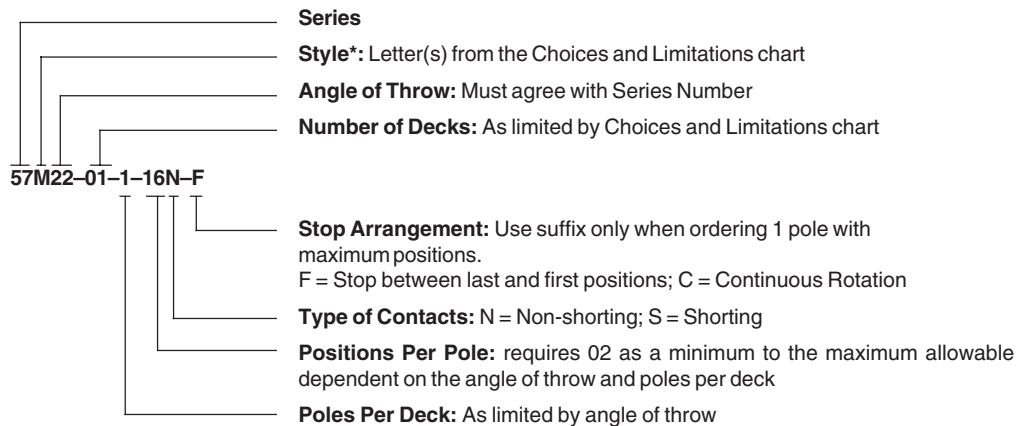 Series
Style*: Letter(s) from the Choices and Limitations chart
Angle of Throw: Must agree with Series Number
Number of Decks: As limited by Choices and Limitations chart
57M22–01–1–16N–F
Stop Arrangement: Use suffix only when ordering 1 pole with
maximum positions.
F = Stop between last and first positions; C = Continuous Rotation
Type of Contacts: N = Non-shorting; S = Shorting
Positions Per Pole: requires 02 as a minimum to the maximum allowable
dependent on the angle of throw and poles per deck
Poles Per Deck: As limited by angle of throw